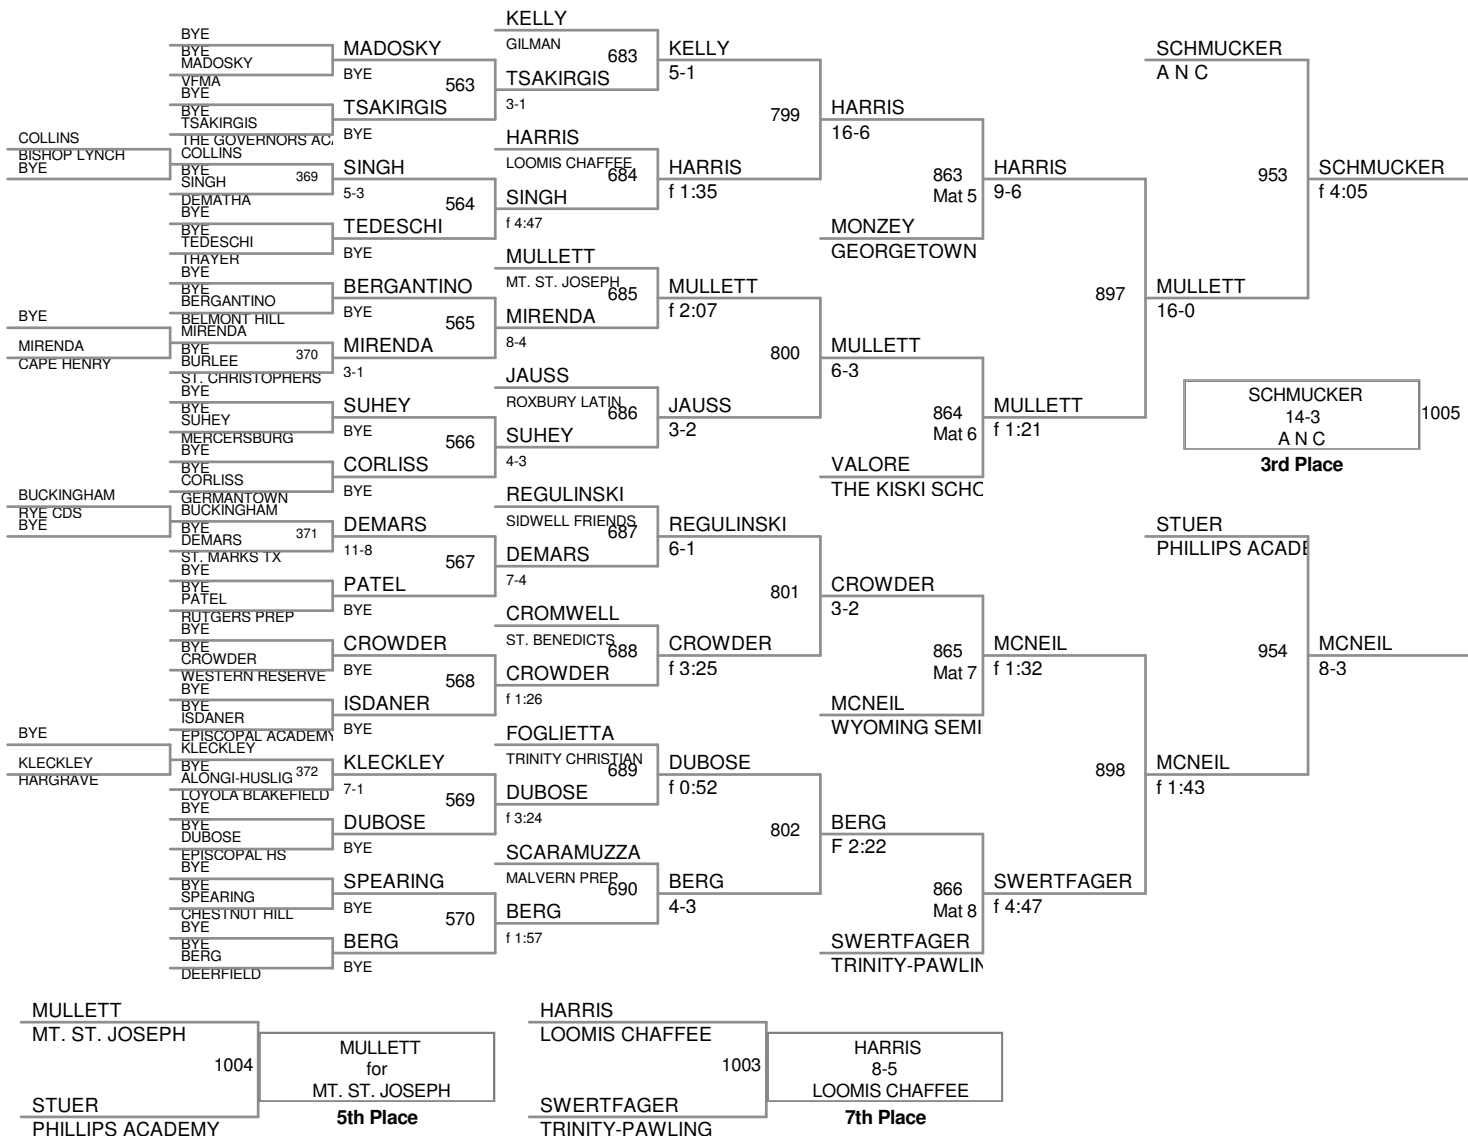 COLLINS
BISHOP LYNCH
BYE
BYE
MIRENDA
CAPE HENRY
BUCKINGHAM
RYE CDS
BYE
BYE
KLECKLEY
HARGRAVE
BYE
BYE
MADOSKY
VFMA
BYE
BYE
TSAKIRGIS
THE GOVERNORS ACA
COLLINS
BYE
SINGH
369
DEMATHA
BYE
BYE
TEDESCHI
THAYER
BYE
BYE
BERGANTINO
BELMONT HILL
MIRENDA
BYE
BURLEE
370
ST. CHRISTOPHERS
BYE
BYE
SUHEY
MERCERSBURG
BYE
BYE
CORLISS
GERMANTOWN
BUCKINGHAM
BYE
DEMARS
371
ST. MARKS TX
BYE
BYE
PATEL
RUTGERS PREP
BYE
BYE
CROWDER
WESTERN RESERVE
BYE
BYE
ISDANER
EPISCOPAL ACADEMY
KLECKLEY
BYE
ALONGI-HUSLIG
372
LOYOLA BLAKEFIELD
BYE
BYE
DUBOSE
EPISCOPAL HS
BYE
BYE
SPEARING
CHESTNUT HILL
BYE
BYE
BERG
DEERFIELD
MADOSKY
BYE
563
TSAKIRGIS
BYE
SINGH
5-3
564
TEDESCHI
BYE
BERGANTINO
BYE
565
MIRENDA
3-1
SUHEY
BYE
566
CORLISS
BYE
DEMARS
11-8
567
PATEL
BYE
CROWDER
BYE
568
ISDANER
BYE
KLECKLEY
7-1
569
DUBOSE
BYE
SPEARING
BYE
570
BERG
BYE
KELLY
GILMAN
683
TSAKIRGIS
3-1
HARRIS
LOOMIS CHAFFEE
684
SINGH
f 4:47
MULLETT
MT. ST. JOSEPH
685
MIRENDA
8-4
JAUSS
ROXBURY LATIN
686
SUHEY
4-3
REGULINSKI
SIDWELL FRIENDS
687
DEMARS
7-4
CROMWELL
ST. BENEDICTS
688
CROWDER
f 1:26
FOGLIETTA
TRINITY CHRISTIAN
689
DUBOSE
f 3:24
SCARAMUZZA
MALVERN PREP
690
BERG
f 1:57
KELLY
5-1
799
HARRIS
f 1:35
MULLETT
f 2:07
800
JAUSS
3-2
REGULINSKI
6-1
801
CROWDER
f 3:25
DUBOSE
f 0:52
802
BERG
4-3
HARRIS
16-6
863
Mat 5
MONZEY
GEORGETOWN
MULLETT
6-3
864
Mat 6
VALORE
THE KISKI SCHO
CROWDER
3-2
865
Mat 7
MCNEIL
WYOMING SEMI
BERG
F 2:22
866
Mat 8
SWERTFAGER
TRINITY-PAWLIN
HARRIS
9-6
897
MULLETT
f 1:21
MCNEIL
f 1:32
898
SWERTFAGER
f 4:47
SCHMUCKER
A N C
953
MULLETT
16-0
STUER
PHILLIPS ACADE
954
MCNEIL
f 1:43
SCHMUCKER
f 4:05
MCNEIL
8-3
SCHMUCKER
14-3
A N C
1005
3rd Place
MULLETT
MT. ST. JOSEPH
1004
STUER
PHILLIPS ACADEMY
MULLETT
for
MT. ST. JOSEPH
5th Place
HARRIS
LOOMIS CHAFFEE
1003
SWERTFAGER
TRINITY-PAWLING
HARRIS
8-5
LOOMIS CHAFFEE
7th Place